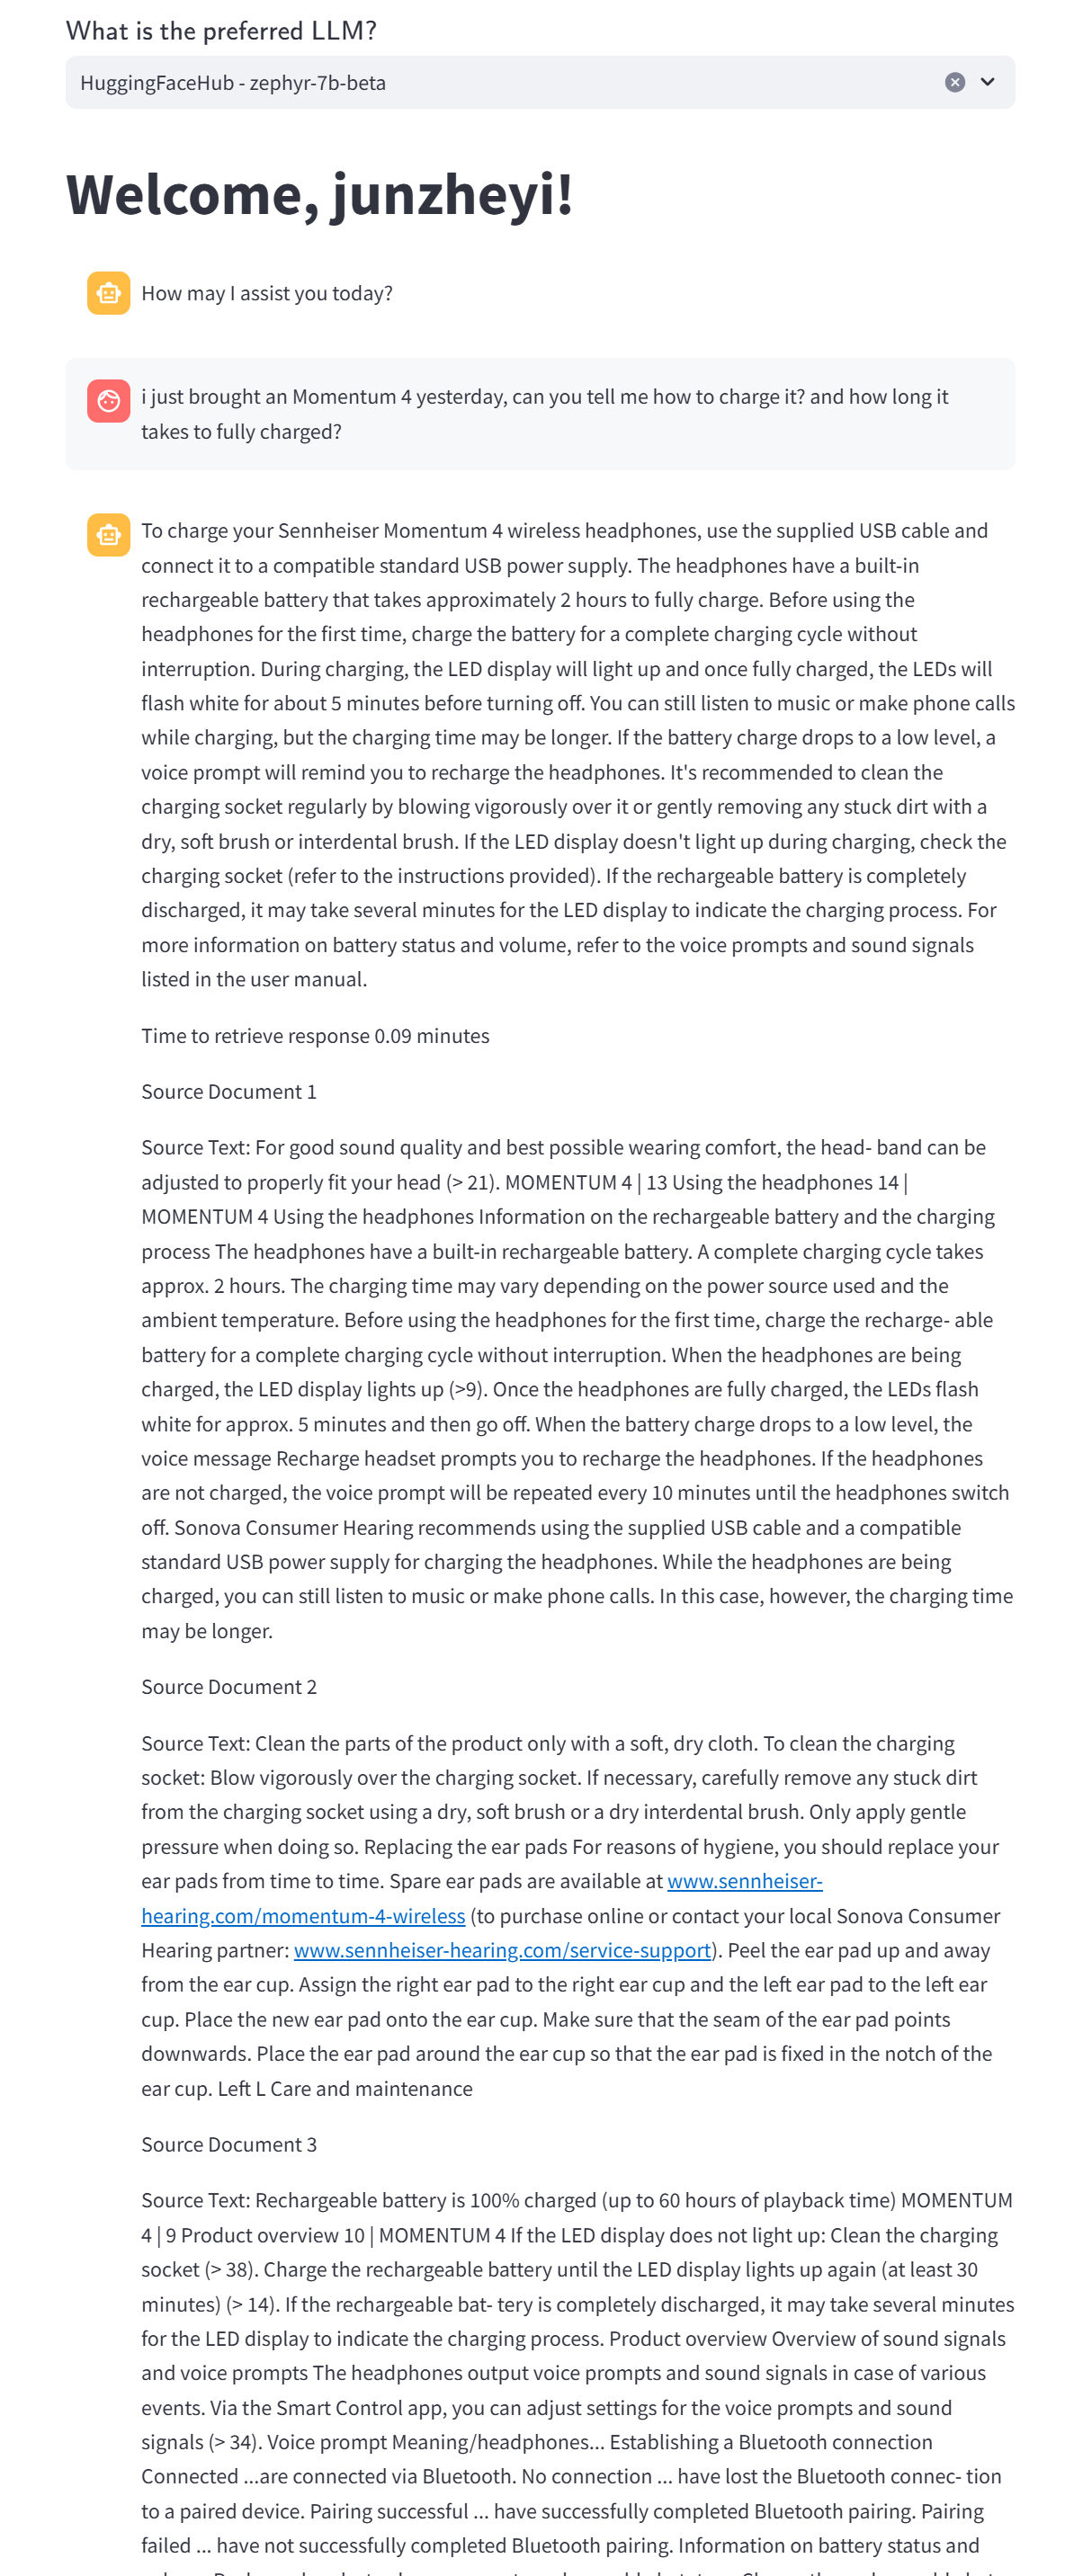 What is the preferred LLM?
HuggingFaceHub - zephyr-7b-beta
Welcome, junzheyi!
How may I assist you today?
i just brought an Momentum 4 yesterday, can you tell me how to charge it? and how long it
takes to fully charged?
To charge your Sennheiser Momentum 4 wireless headphones, use the supplied USB cable and
connect it to a compatible standard USB power supply. The headphones have a built-in
rechargeable battery that takes approximately 2 hours to fully charge. Before using the
headphones for the first time, charge the battery for a complete charging cycle without
interruption. During charging, the LED display will light up and once fully charged, the LEDs will
flash white for about 5 minutes before turning off. You can still listen to music or make phone calls
while charging, but the charging time may be longer. If the battery charge drops to a low level, a
voice prompt will remind you to recharge the headphones. It's recommended to clean the
charging socket regularly by blowing vigorously over it or gently removing any stuck dirt with a
dry, soft brush or interdental brush. If the LED display doesn't light up during charging, check the
charging socket (refer to the instructions provided). If the rechargeable battery is completely
discharged, it may take several minutes for the LED display to indicate the charging process. For
more information on battery status and volume, refer to the voice prompts and sound signals
listed in the user manual.
Time to retrieve response 0.09 minutes
Source Document 1
Source Text: For good sound quality and best possible wearing comfort, the head- band can be
adjusted to properly fit your head (> 21). MOMENTUM 4 | 13 Using the headphones 14 |
MOMENTUM 4 Using the headphones Information on the rechargeable battery and the charging
process The headphones have a built-in rechargeable battery. A complete charging cycle takes
approx. 2 hours. The charging time may vary depending on the power source used and the
ambient temperature. Before using the headphones for the first time, charge the recharge- able
battery for a complete charging cycle without interruption. When the headphones are being
charged, the LED display lights up (>9). Once the headphones are fully charged, the LEDs flash
white for approx. 5 minutes and then go off. When the battery charge drops to a low level, the
voice message Recharge headset prompts you to recharge the headphones. If the headphones
are not charged, the voice prompt will be repeated every 10 minutes until the headphones switch
off. Sonova Consumer Hearing recommends using the supplied USB cable and a compatible
standard USB power supply for charging the headphones. While the headphones are being
charged, you can still listen to music or make phone calls. In this case, however, the charging time
may be longer.
Source Document 2
Source Text: Clean the parts of the product only with a soft, dry cloth. To clean the charging
socket: Blow vigorously over the charging socket. If necessary, carefully remove any stuck dirt
from the charging socket using a dry, soft brush or a dry interdental brush. Only apply gentle
pressure when doing so. Replacing the ear pads For reasons of hygiene, you should replace your
ear pads from time to time. Spare ear pads are available at www.sennheiser-
hearing.com/momentum-4-wireless (to purchase online or contact your local Sonova Consumer
Hearing partner: www.sennheiser-hearing.com/service-support). Peel the ear pad up and away
from the ear cup. Assign the right ear pad to the right ear cup and the left ear pad to the left ear
cup. Place the new ear pad onto the ear cup. Make sure that the seam of the ear pad points
downwards. Place the ear pad around the ear cup so that the ear pad is fixed in the notch of the
ear cup. Left L Care and maintenance
Source Document 3
Source Text: Rechargeable battery is 100% charged (up to 60 hours of playback time) MOMENTUM
4 | 9 Product overview 10 | MOMENTUM 4 If the LED display does not light up: Clean the charging
socket (> 38). Charge the rechargeable battery until the LED display lights up again (at least 30
minutes) (> 14). If the rechargeable bat- tery is completely discharged, it may take several minutes
for the LED display to indicate the charging process. Product overview Overview of sound signals
and voice prompts The headphones output voice prompts and sound signals in case of various
events. Via the Smart Control app, you can adjust settings for the voice prompts and sound
signals (> 34). Voice prompt Meaning/headphones... Establishing a Bluetooth connection
Connected ...are connected via Bluetooth. No connection ... have lost the Bluetooth connec- tion
to a paired device. Pairing successful ... have successfully completed Bluetooth pairing. Pairing
failed ... have not successfully completed Bluetooth pairing. Information on battery status and